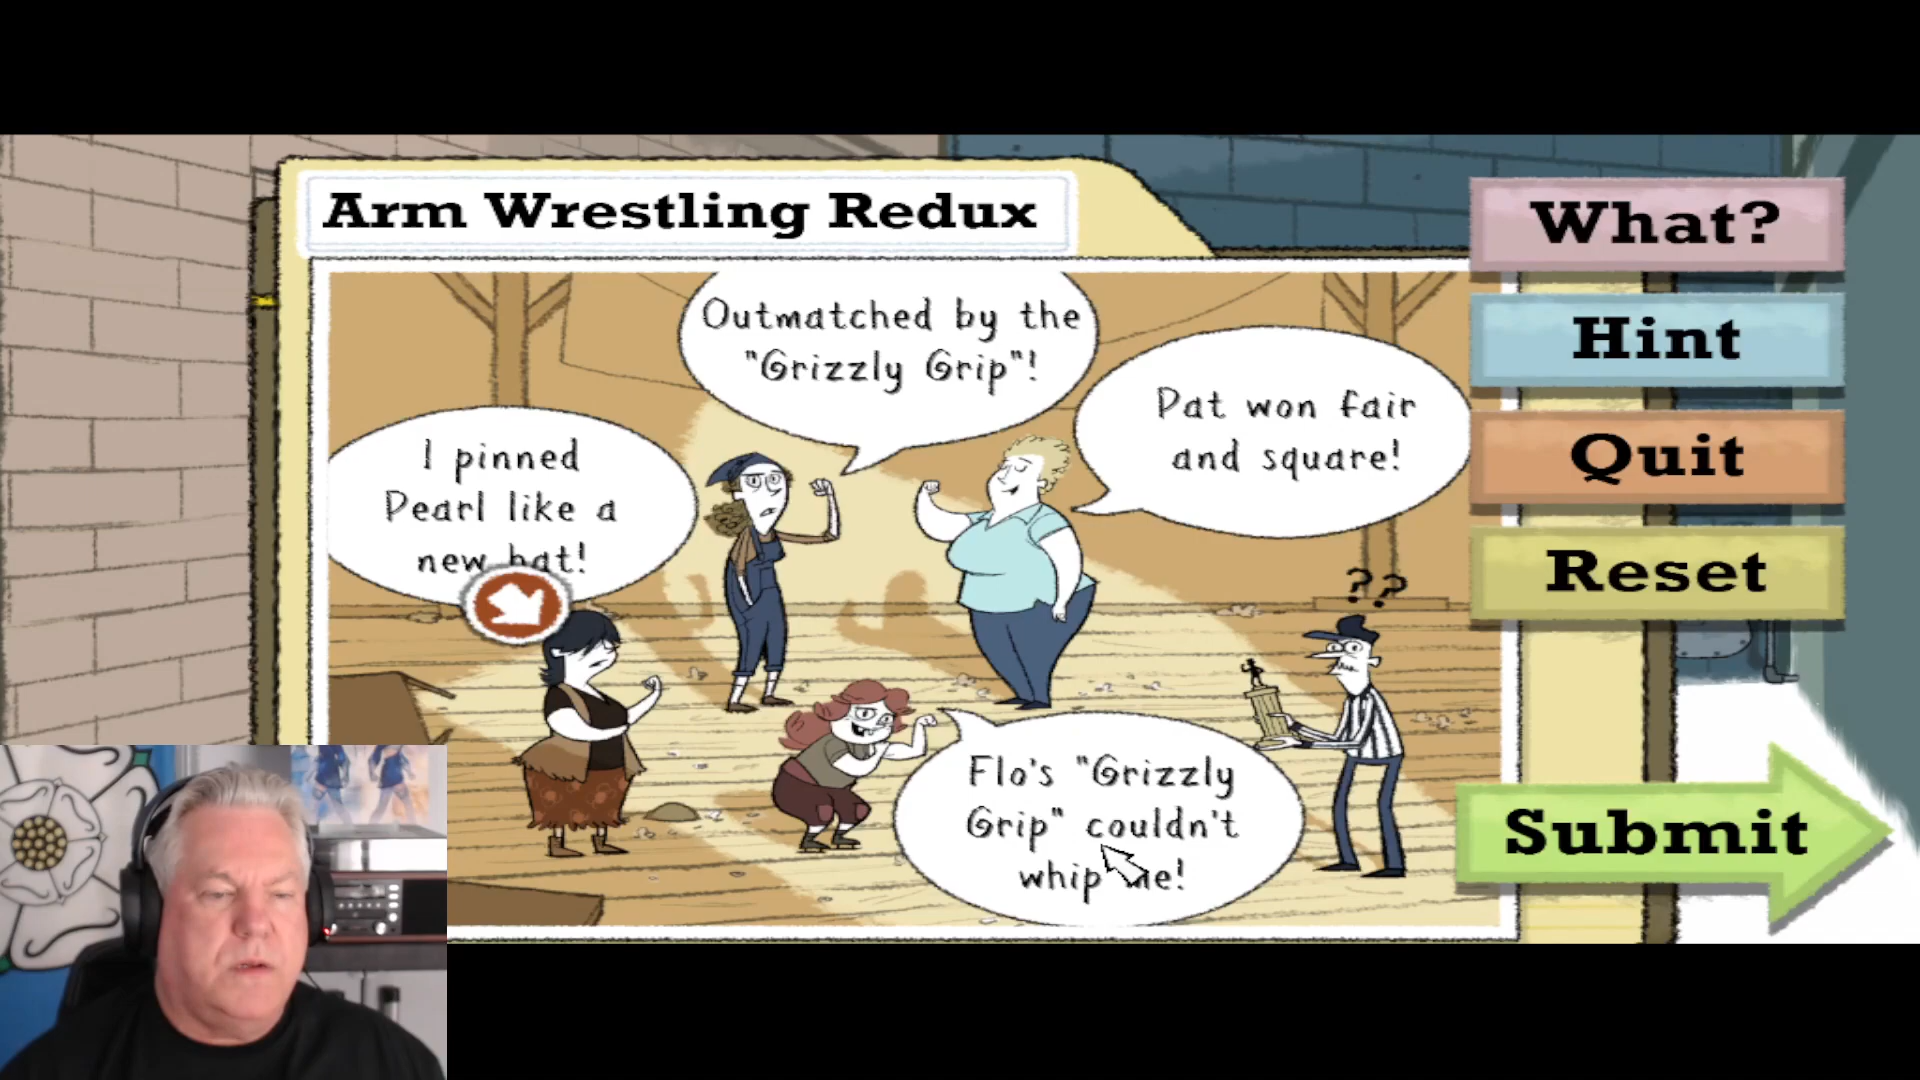 Arm Wrestling Redux
What?
Hint
Quit
Reset
Submit
Outmatched by the
"Grizzly Grip"!
Pat won fair
and square!
I pinned
Pearl like a
new hat!
??
Flo's "Grizzly
Grip" couldn't
whip me!